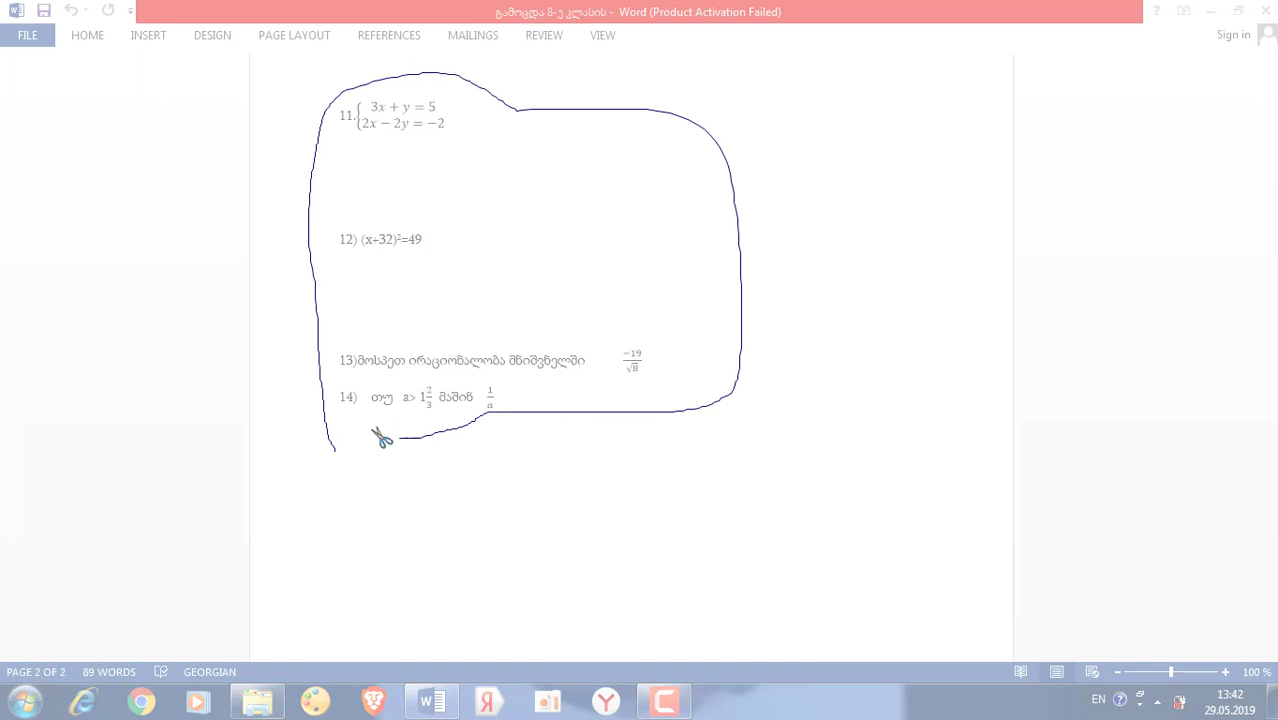 გამოცდა 8-ე კლასის - Word (Product Activation Failed)
FILE HOME INSERT DESIGN PAGE LAYOUT REFERENCES MAILINGS REVIEW VIEW Sign in
11. { 3x + y = 5
2x − 2y = −2
12) (x+32)²=49
13)მოსპეთ ირაციონალობა მნიშვნელში −19/√8
14) თუ a> 1 2/3 მაშინ 1/a
PAGE 2 OF 2 89 WORDS GEORGIAN 100 %
EN 13:42
29.05.2019